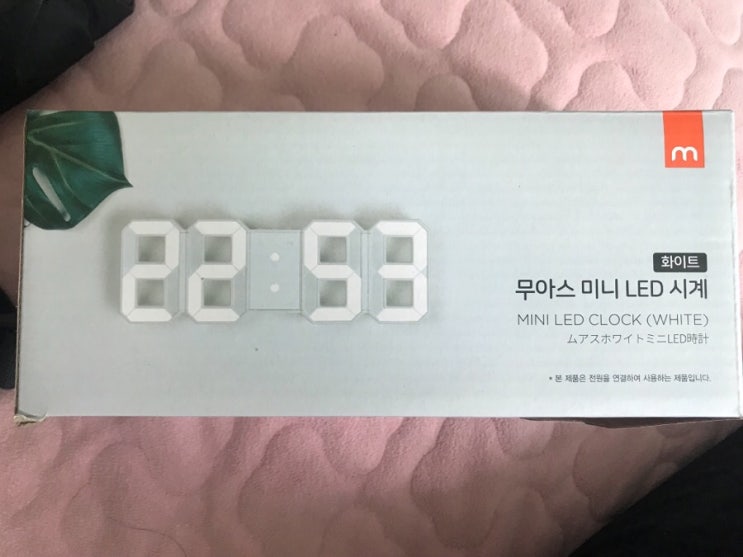 22:53
m
화이트
무아스 미니 LED 시계
MINI LED CLOCK (WHITE)
ムアスホワイトミニLED時計
* 본 제품은 전원을 연결하여 사용하는 제품입니다.